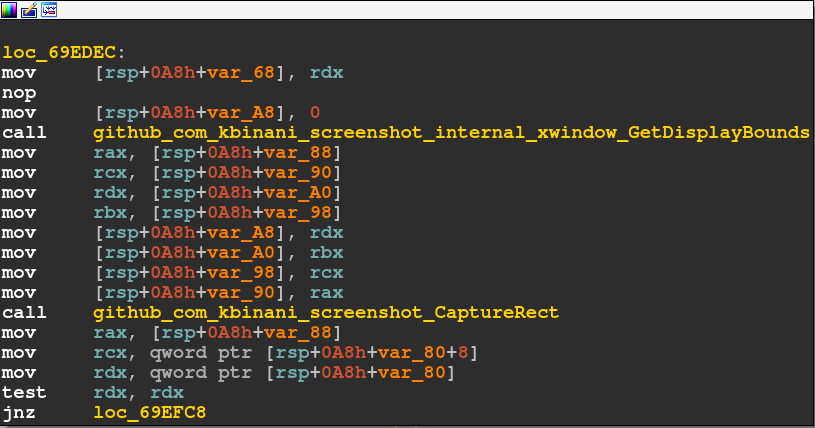 loc_69EDEC:
mov [rsp+0A8h+var_68], rdx
nop
mov [rsp+0A8h+var_A8], 0
call github_com_kbinani_screenshot_internal_xwindow_GetDisplayBounds
mov rax, [rsp+0A8h+var_88]
mov rcx, [rsp+0A8h+var_90]
mov rdx, [rsp+0A8h+var_A0]
mov rbx, [rsp+0A8h+var_98]
mov [rsp+0A8h+var_A8], rdx
mov [rsp+0A8h+var_A0], rbx
mov [rsp+0A8h+var_98], rcx
mov [rsp+0A8h+var_90], rax
call github_com_kbinani_screenshot_CaptureRect
mov rax, [rsp+0A8h+var_88]
mov rcx, qword ptr [rsp+0A8h+var_80+8]
mov rdx, qword ptr [rsp+0A8h+var_80]
test rdx, rdx
jnz loc_69EFC8